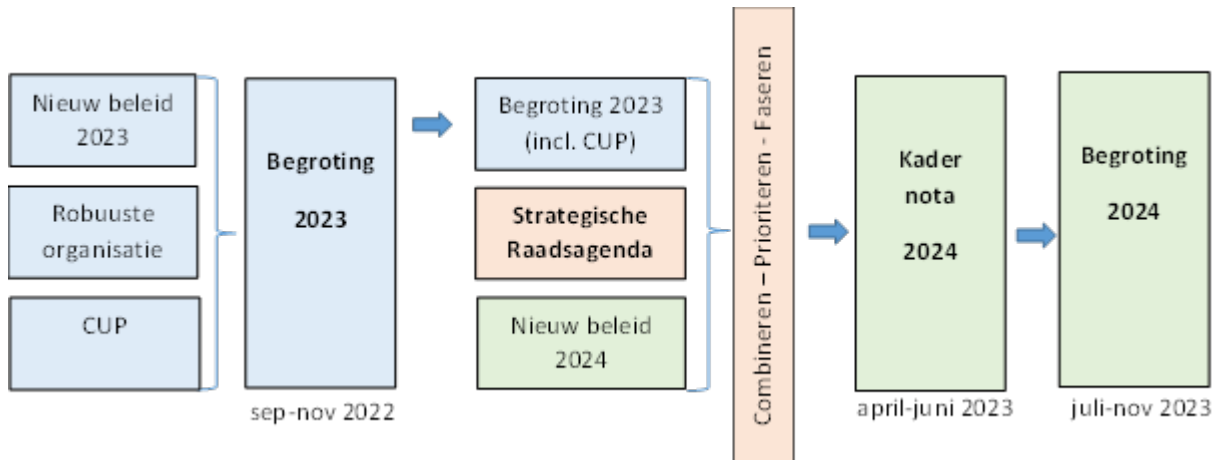 Nieuw beleid
2023
Robuuste
organisatie
CUP
Begroting
2023
sep-nov 2022
Begroting 2023
(incl. CUP)
Strategische
Raadsagenda
Nieuw beleid
2024
Combineren – Prioriteren - Faseren
Kader
nota
2024
april-juni 2023
Begroting
2024
juli-nov 2023